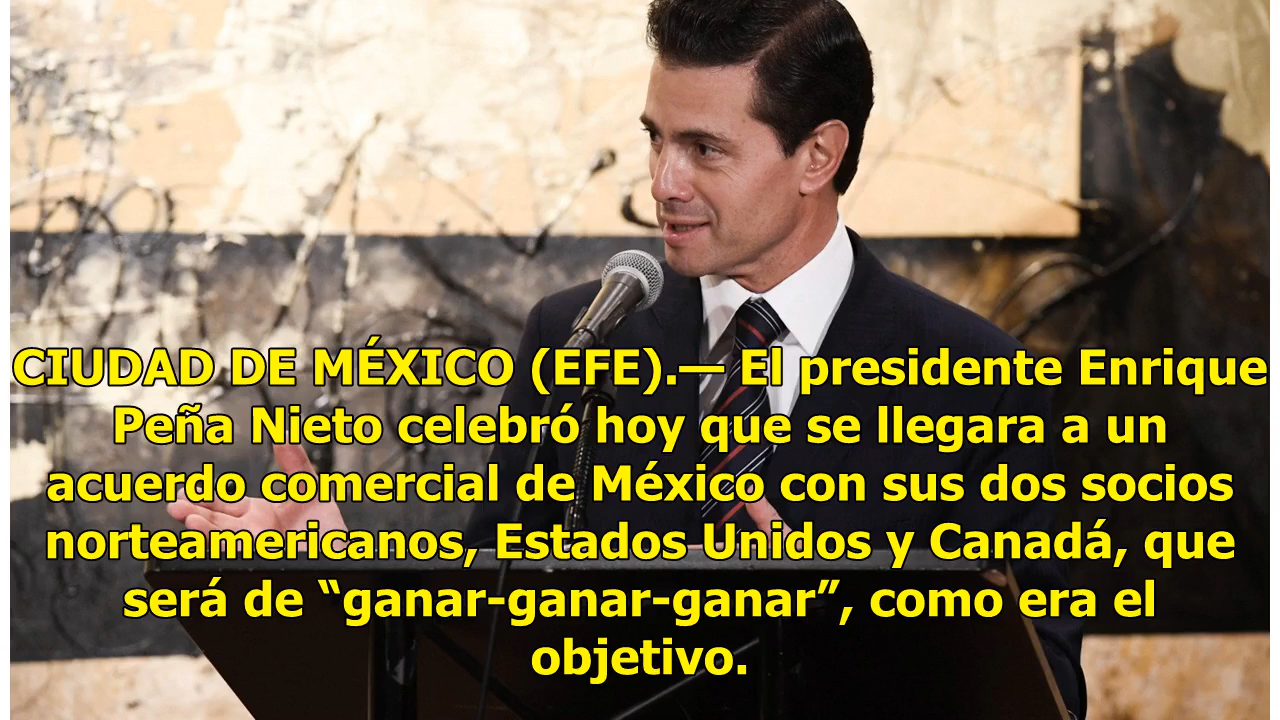 CIUDAD DE MÉXICO (EFE).— El presidente Enrique
Peña Nieto celebró hoy que se llegara a un
acuerdo comercial de México con sus dos socios
norteamericanos, Estados Unidos y Canadá, que
será de “ganar-ganar-ganar”, como era el
objetivo.